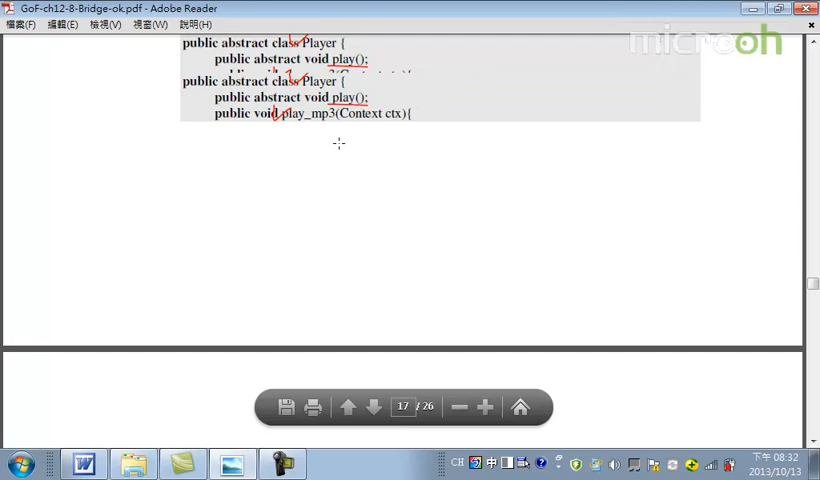 GoF-ch12-8-Bridge-ok.pdf - Adobe Reader
檔案(F) 編輯(E) 檢視(V) 視窗(W) 說明(H)
microoh
public abstract class Player {
public abstract void play();
public abstract class Player {
public abstract void play();
public void play_mp3(Context ctx){
17 / 26
CH 中
下午 08:32
2013/10/13